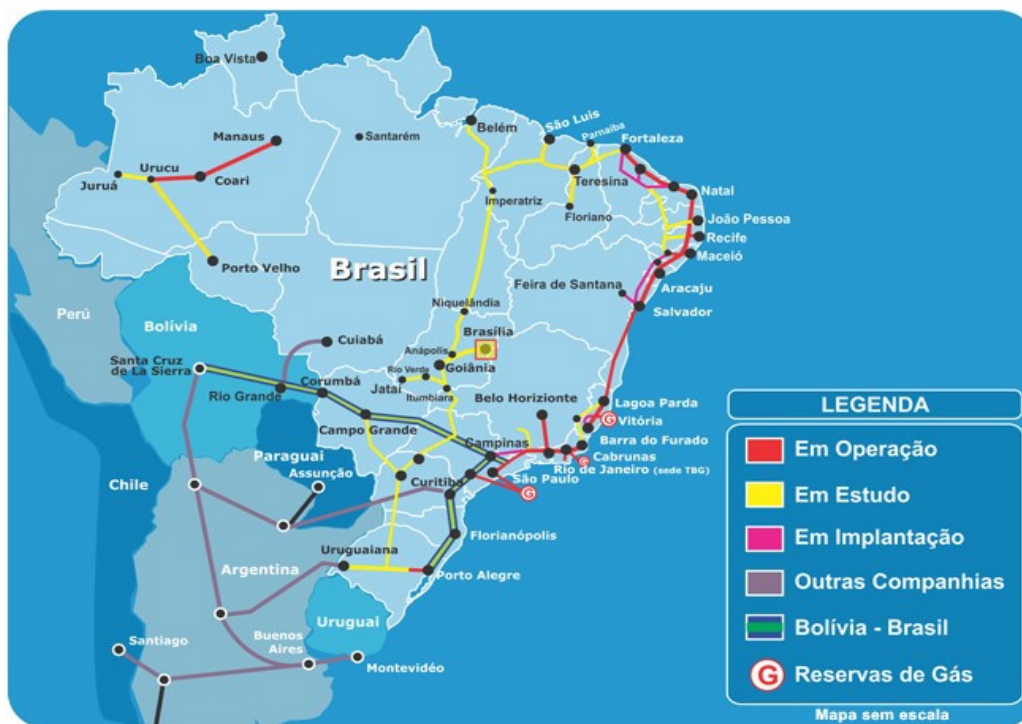 Boa Vista
Manaus
Santarém
Belém
São Luis
Parnaíba
Fortaleza
Juruá
Urucu
Coari
Teresina
Natal
Imperatriz
Floriano
João Pessoa
Recife
Maceió
Porto Velho
Brasil
Feira de Santana
Aracaju
Salvador
Perú
Bolívia
Niquelândia
Cuiabá
Brasília
Anápolis
Goiânia
Santa Cruz
de La Sierra
Rio Verde
Jataí
Itumbiara
Corumbá
Rio Grande
Belo Horizionte
Lagoa Parda
G
Vitória
Campo Grande
Campinas
Barra do Furado
Cabrunas
G
Rio de Janeiro (sede TBG)
Paraguai
Assunção
Chile
Curitiba
São Paulo
G
Florianópolis
Uruguaiana
Argentina
Porto Alegre
Uruguai
Santiago
Buenos
Aires
Montevidéo
LEGENDA
Em Operação
Em Estudo
Em Implantação
Outras Companhias
Bolívia - Brasil
G Reservas de Gás
Mapa sem escala